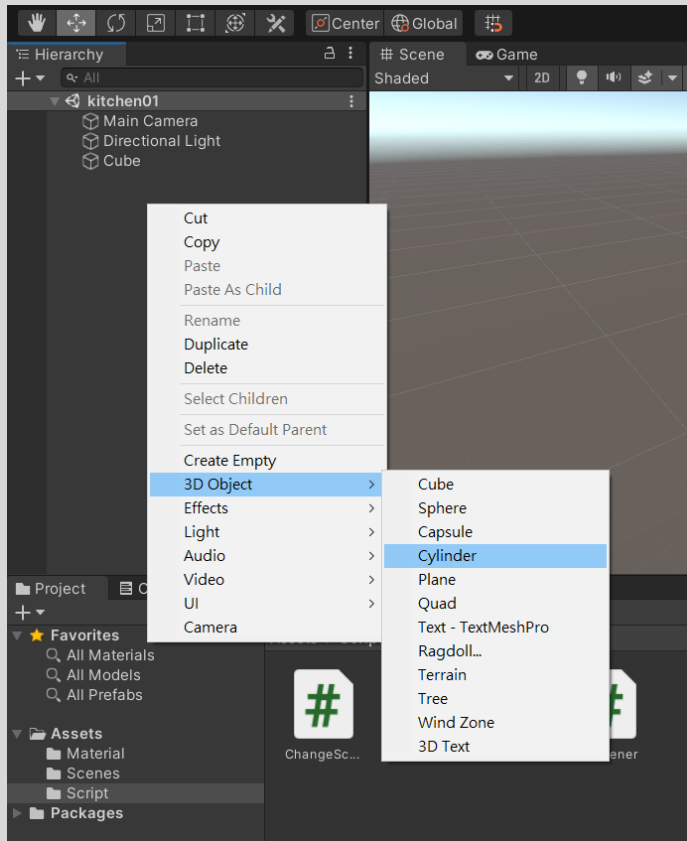 Center Global
Hierarchy
# Scene Game
All
Shaded 2D
kitchen01
Main Camera
Directional Light
Cube
Cut
Copy
Paste
Paste As Child
Rename
Duplicate
Delete
Select Children
Set as Default Parent
Create Empty
3D Object
Effects
Light
Audio
Video
UI
Camera
Cube
Sphere
Capsule
Cylinder
Plane
Quad
Text - TextMeshPro
Ragdoll...
Terrain
Tree
Wind Zone
3D Text
Project
Favorites
All Materials
All Models
All Prefabs
Assets
Material
Scenes
Script
Packages
# #
ChangeSc... ener